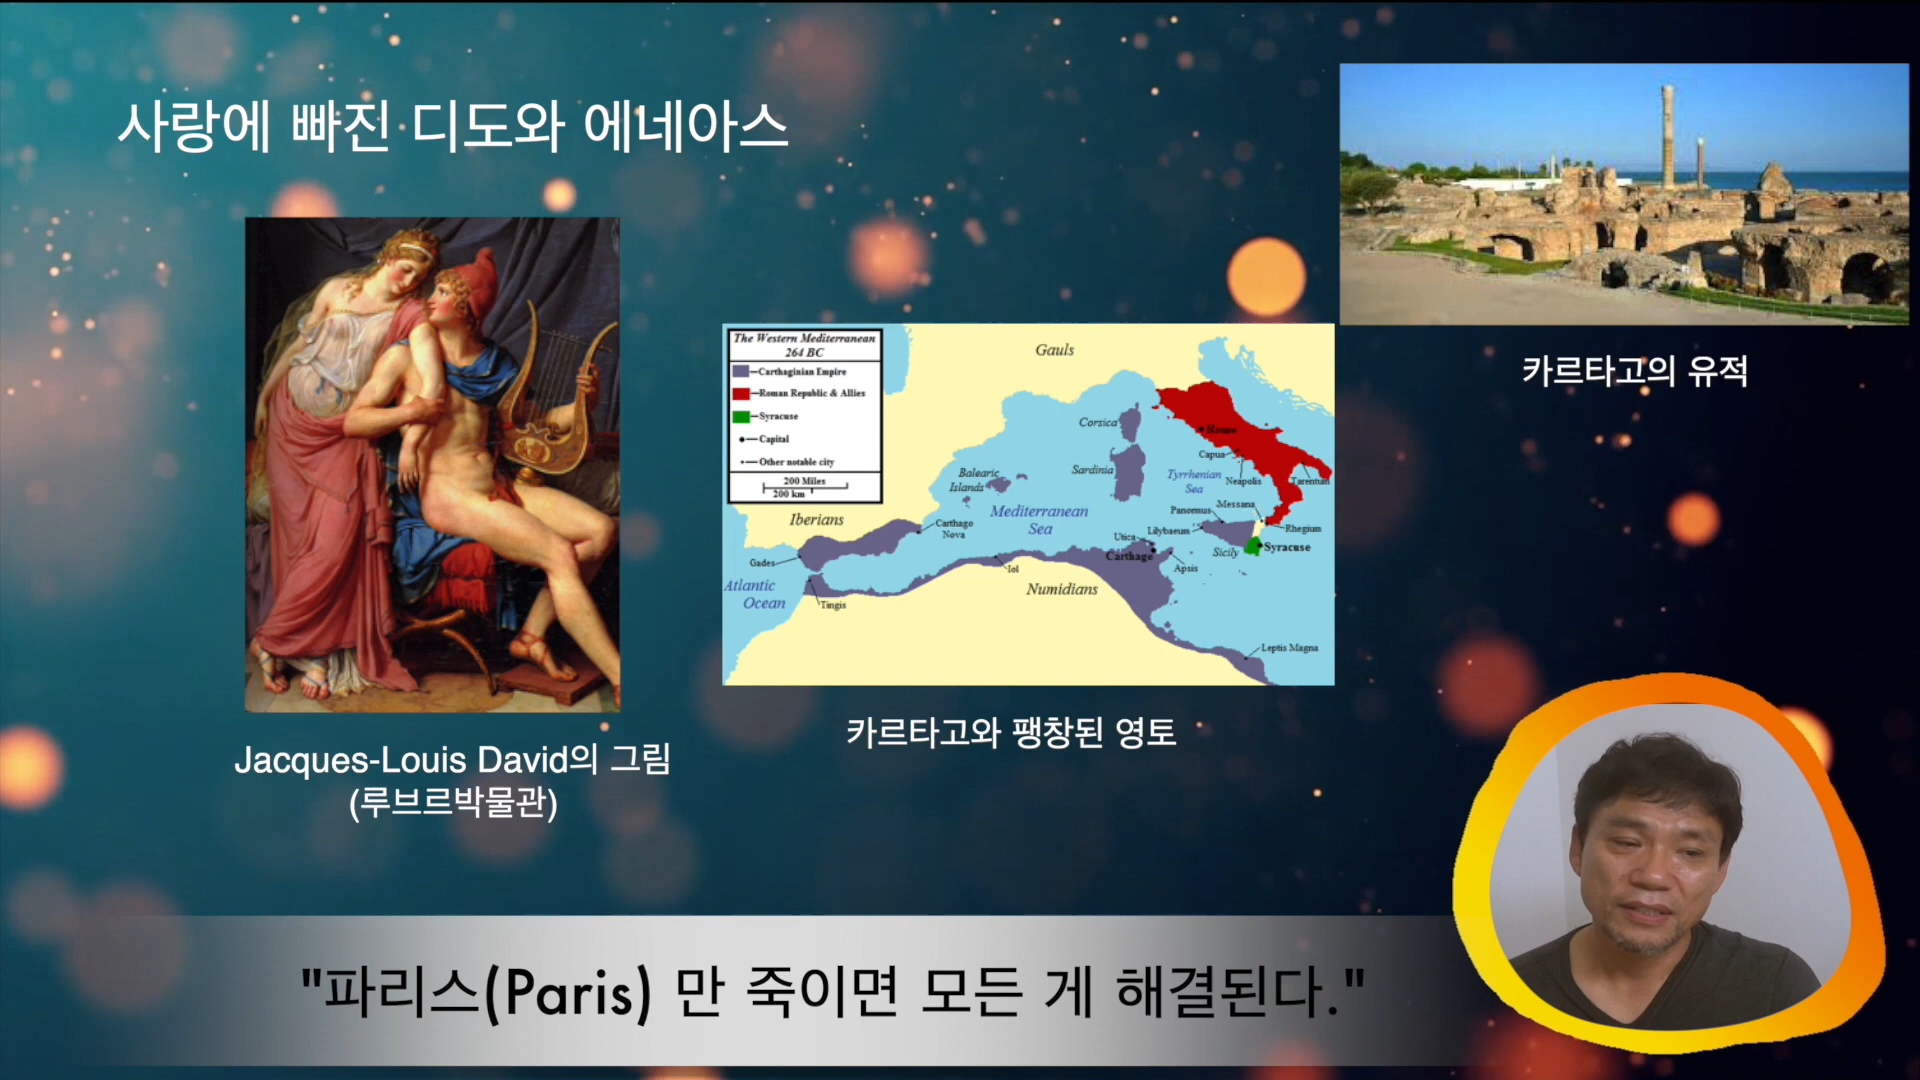 사랑에 빠진 디도와 에네아스
카르타고의 유적
The Western Mediterranean
264 BC
Carthaginian Empire
Roman Republic & Allies
Syracuse
Capital
Other notable city
200 Miles
200 km
Gauls
Corsica
Rome
Capua
Sardinia
Tyrrhenian
Sea
Neapolis
Tarentum
Balearic
Islands
Mediterranean
Sea
Messana
Panormus
Iberians
Carthago
Nova
Lilybaeum
Rhegium
Utica
Sicily
Syracuse
Carthage
Gades
Iol
Apsis
Atlantic
Ocean
Numidians
Tingis
Leptis Magna
카르타고와 팽창된 영토
Jacques-Louis David의 그림
(루브르박물관)
"파리스(Paris) 만 죽이면 모든 게 해결된다."